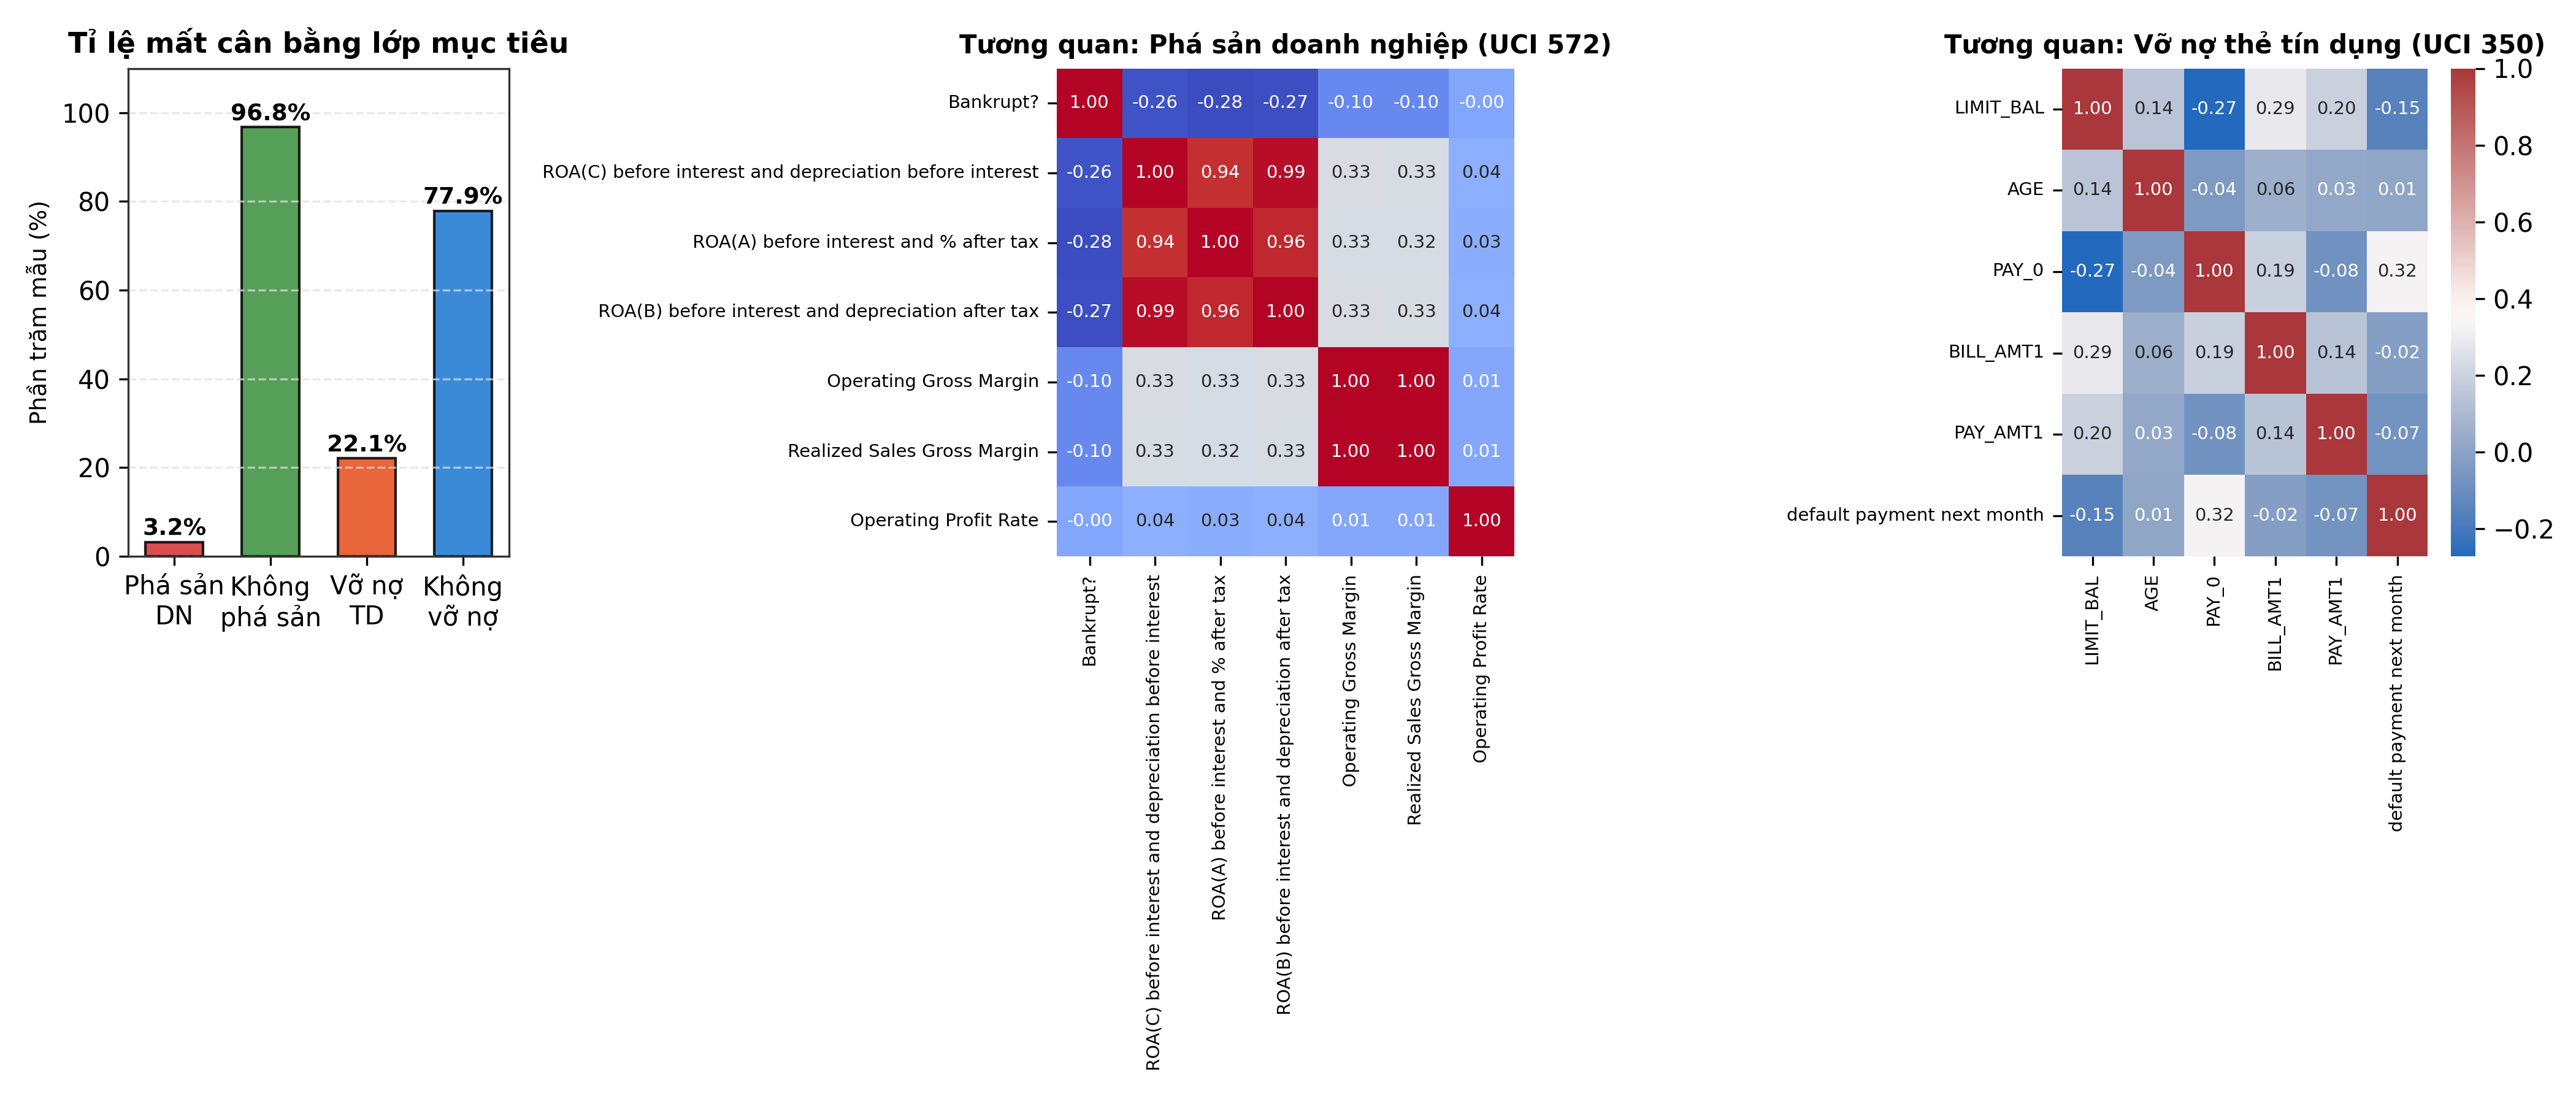 Tỉ lệ mất cân bằng lớp mục tiêu
Phần trăm mẫu (%)
100
80
60
40
20
0
3.2%
96.8%
22.1%
77.9%
Phá sản
DN
Không
phá sản
Vỡ nợ
TD
Không
vỡ nợ
Tương quan: Phá sản doanh nghiệp (UCI 572)
Bankrupt?
1.00 -0.26 -0.28 -0.27 -0.10 -0.10 -0.00
ROA(C) before interest and depreciation before interest
-0.26 1.00 0.94 0.99 0.33 0.33 0.04
ROA(A) before interest and % after tax
-0.28 0.94 1.00 0.96 0.33 0.32 0.03
ROA(B) before interest and depreciation after tax
-0.27 0.99 0.96 1.00 0.33 0.33 0.04
Operating Gross Margin
-0.10 0.33 0.33 0.33 1.00 1.00 0.01
Realized Sales Gross Margin
-0.10 0.33 0.32 0.33 1.00 1.00 0.01
Operating Profit Rate
-0.00 0.04 0.03 0.04 0.01 0.01 1.00
Bankrupt?
ROA(C) before interest and depreciation before interest
ROA(A) before interest and % after tax
ROA(B) before interest and depreciation after tax
Operating Gross Margin
Realized Sales Gross Margin
Operating Profit Rate
Tương quan: Vỡ nợ thẻ tín dụng (UCI 350)
LIMIT_BAL
1.00 0.14 -0.27 0.29 0.20 -0.15
AGE
0.14 1.00 -0.04 0.06 0.03 0.01
PAY_0
-0.27 -0.04 1.00 0.19 -0.08 0.32
BILL_AMT1
0.29 0.06 0.19 1.00 0.14 -0.02
PAY_AMT1
0.20 0.03 -0.08 0.14 1.00 -0.07
default payment next month
-0.15 0.01 0.32 -0.02 -0.07 1.00
LIMIT_BAL
AGE
PAY_0
BILL_AMT1
PAY_AMT1
default payment next month
1.0
0.8
0.6
0.4
0.2
0.0
−0.2